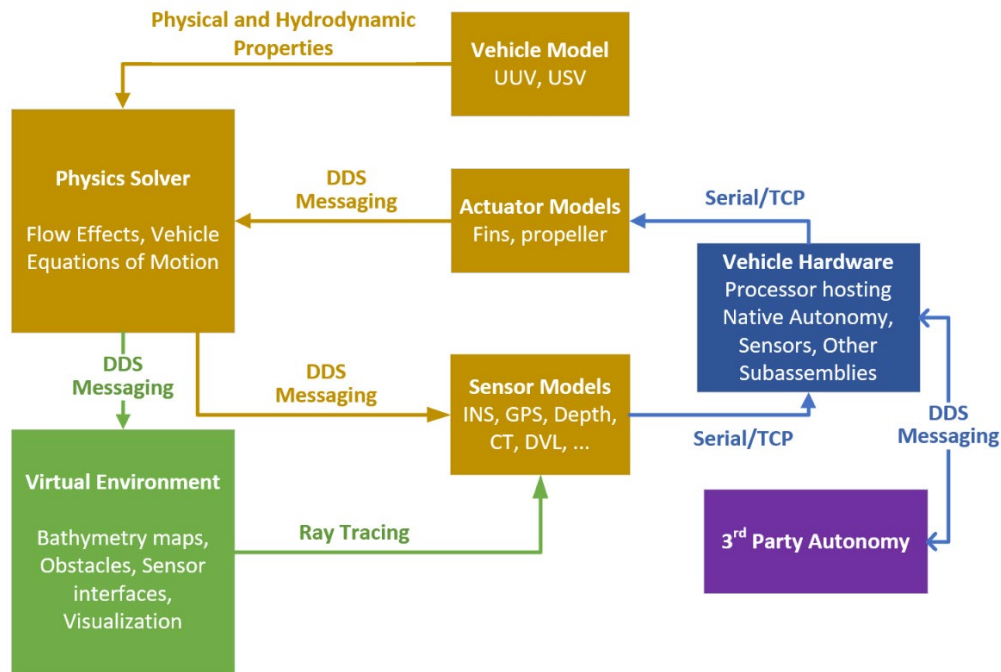 Physical and Hydrodynamic
Properties
Vehicle Model
UUV, USV
Physics Solver
Flow Effects, Vehicle
Equations of Motion
DDS
Messaging
Actuator Models
Fins, propeller
Serial/TCP
Vehicle Hardware
Processor hosting
Native Autonomy,
Sensors, Other
Subassemblies
DDS
Messaging
DDS
Messaging
Sensor Models
INS, GPS, Depth,
CT, DVL, ...
Serial/TCP
DDS
Messaging
Virtual Environment
Bathymetry maps,
Obstacles, Sensor
interfaces,
Visualization
Ray Tracing
3rd Party Autonomy